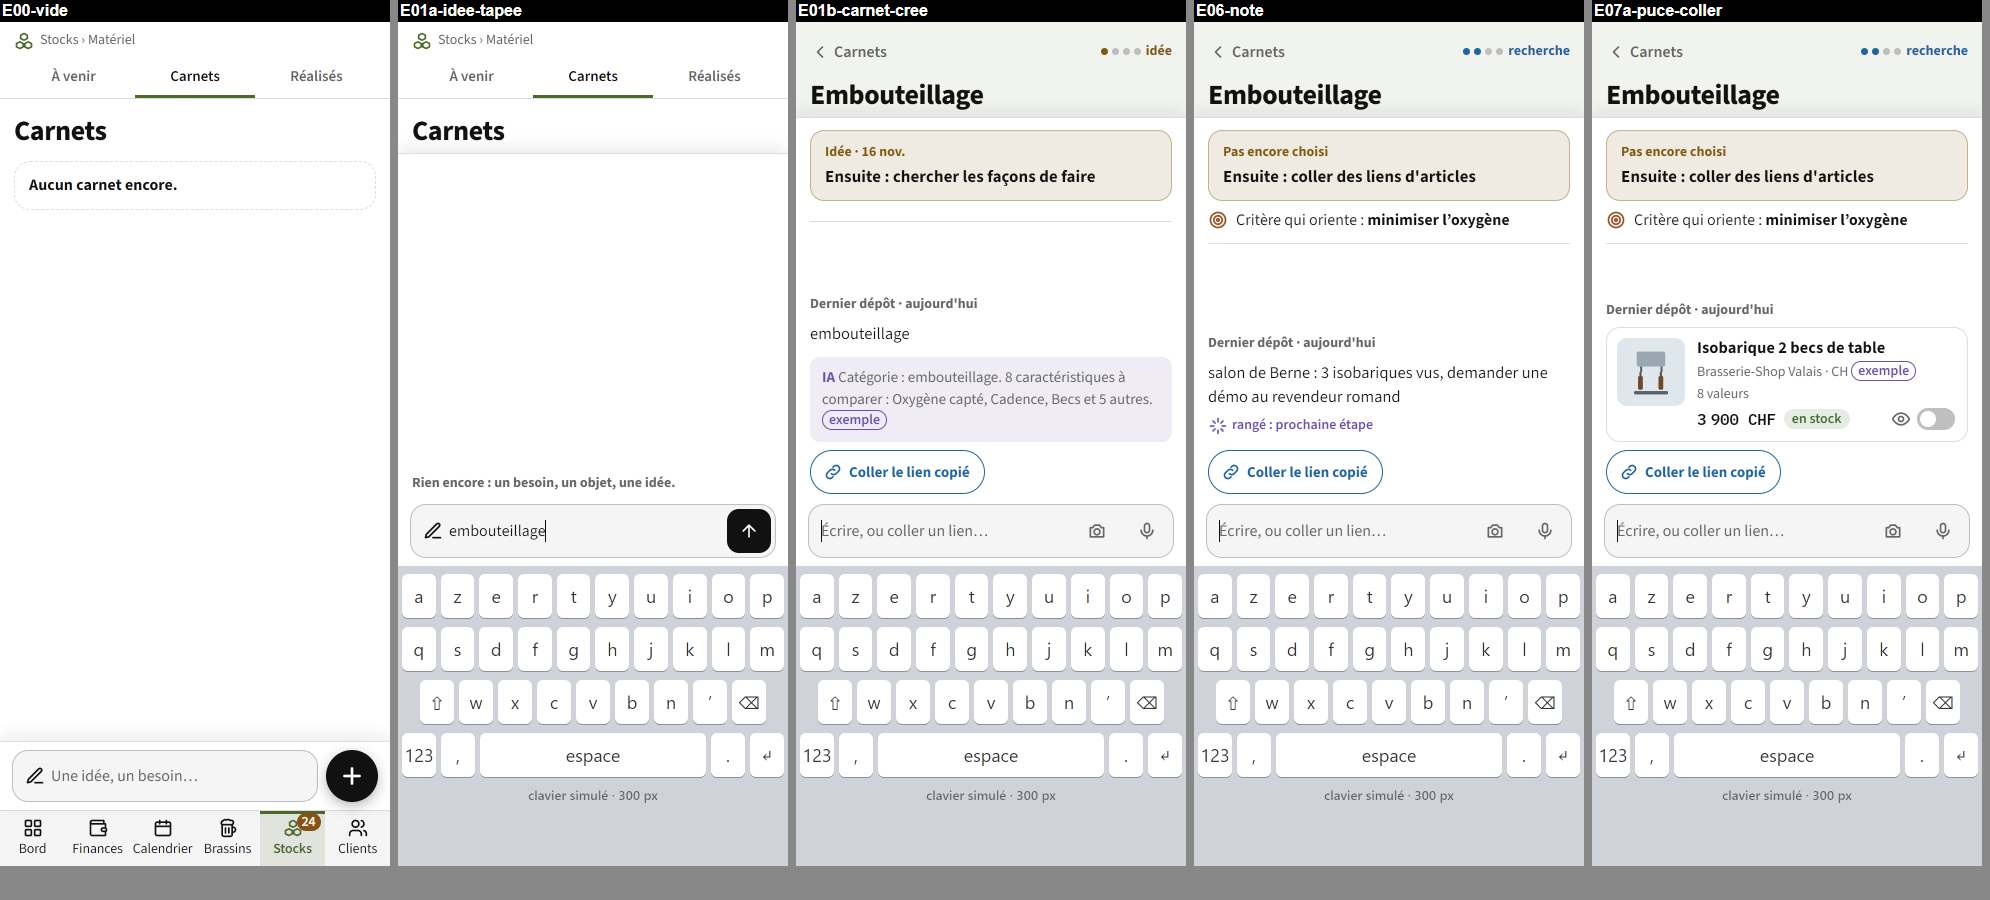 E00-vide
Stocks › Matériel
À venir
Carnets
Réalisés
Carnets
Aucun carnet encore.
Une idée, un besoin…
24
Bord
Finances
Calendrier
Brassins
Stocks
Clients
E01a-idee-tapee
Stocks › Matériel
À venir
Carnets
Réalisés
Carnets
Rien encore : un besoin, un objet, une idée.
embouteillage
a z e r t y u i o p
q s d f g h j k l m
⇧ w x c v b n ’ ⌫
123 , espace . ↵
clavier simulé · 300 px
E01b-carnet-cree
Carnets
idée
Embouteillage
Idée · 16 nov.
Ensuite : chercher les façons de faire
Dernier dépôt · aujourd'hui
embouteillage
IA Catégorie : embouteillage. 8 caractéristiques à
comparer : Oxygène capté, Cadence, Becs et 5 autres.
exemple
Coller le lien copié
Écrire, ou coller un lien…
a z e r t y u i o p
q s d f g h j k l m
⇧ w x c v b n ’ ⌫
123 , espace . ↵
clavier simulé · 300 px
E06-note
Carnets
recherche
Embouteillage
Pas encore choisi
Ensuite : coller des liens d'articles
Critère qui oriente : minimiser l’oxygène
Dernier dépôt · aujourd'hui
salon de Berne : 3 isobariques vus, demander une
démo au revendeur romand
rangé : prochaine étape
Coller le lien copié
Écrire, ou coller un lien…
a z e r t y u i o p
q s d f g h j k l m
⇧ w x c v b n ’ ⌫
123 , espace . ↵
clavier simulé · 300 px
E07a-puce-coller
Carnets
recherche
Embouteillage
Pas encore choisi
Ensuite : coller des liens d'articles
Critère qui oriente : minimiser l’oxygène
Dernier dépôt · aujourd'hui
Isobarique 2 becs de table
Brasserie-Shop Valais · CH exemple
8 valeurs
3 900 CHF en stock
Coller le lien copié
Écrire, ou coller un lien…
a z e r t y u i o p
q s d f g h j k l m
⇧ w x c v b n ’ ⌫
123 , espace . ↵
clavier simulé · 300 px